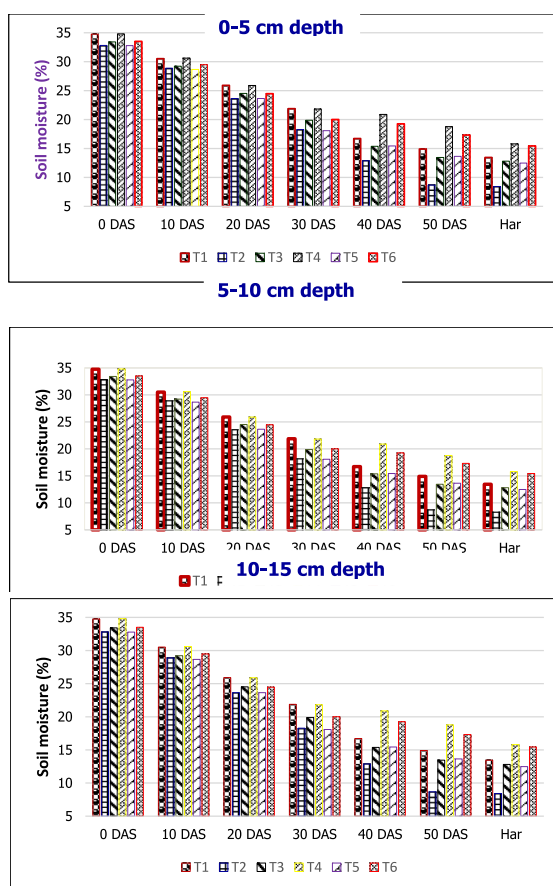 0-5 cm depth
Soil moisture (%)
35
30
25
20
15
10
5
0 DAS 10 DAS 20 DAS 30 DAS 40 DAS 50 DAS Har
T1 T2 T3 T4 T5 T6
5-10 cm depth
Soil moisture (%)
35
30
25
20
15
10
5
0 DAS 10 DAS 20 DAS 30 DAS 40 DAS 50 DAS Har
T1
10-15 cm depth
Soil moisture (%)
35
30
25
20
15
10
5
0 DAS 10 DAS 20 DAS 30 DAS 40 DAS 50 DAS Har
T1 T2 T3 T4 T5 T6